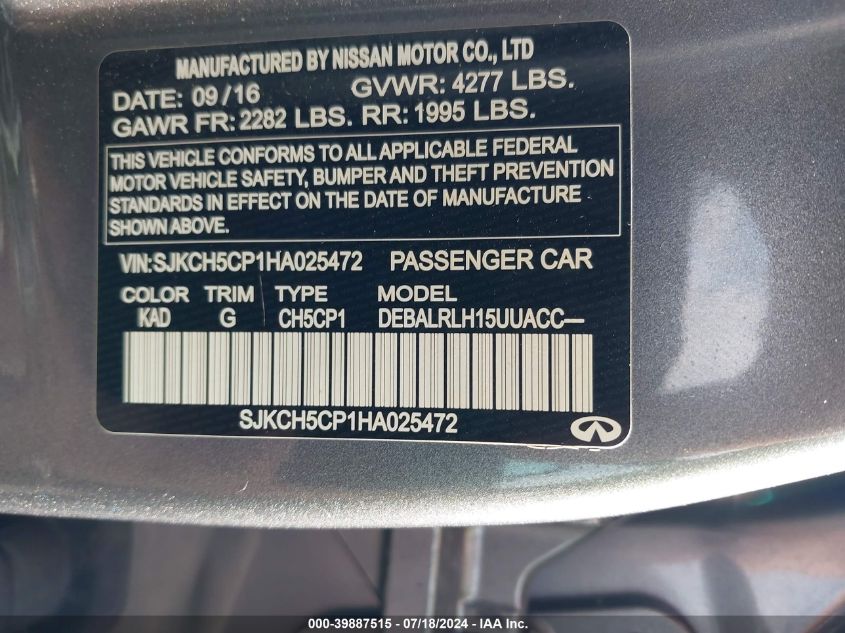 MANUFACTURED BY NISSAN MOTOR CO., LTD
DATE: 09/16 GVWR: 4277 LBS.
GAWR FR: 2282 LBS. RR: 1995 LBS.
THIS VEHICLE CONFORMS TO ALL APPLICABLE FEDERAL
MOTOR VEHICLE SAFETY, BUMPER AND THEFT PREVENTION
STANDARDS IN EFFECT ON THE DATE OF MANUFACTURE
SHOWN ABOVE.
VIN:SJKCH5CP1HA025472 PASSENGER CAR
COLOR TRIM TYPE MODEL
KAD G CH5CP1 DEBALRLH15UUACC—
SJKCH5CP1HA025472
000-39887515 - 07/18/2024 - IAA Inc.